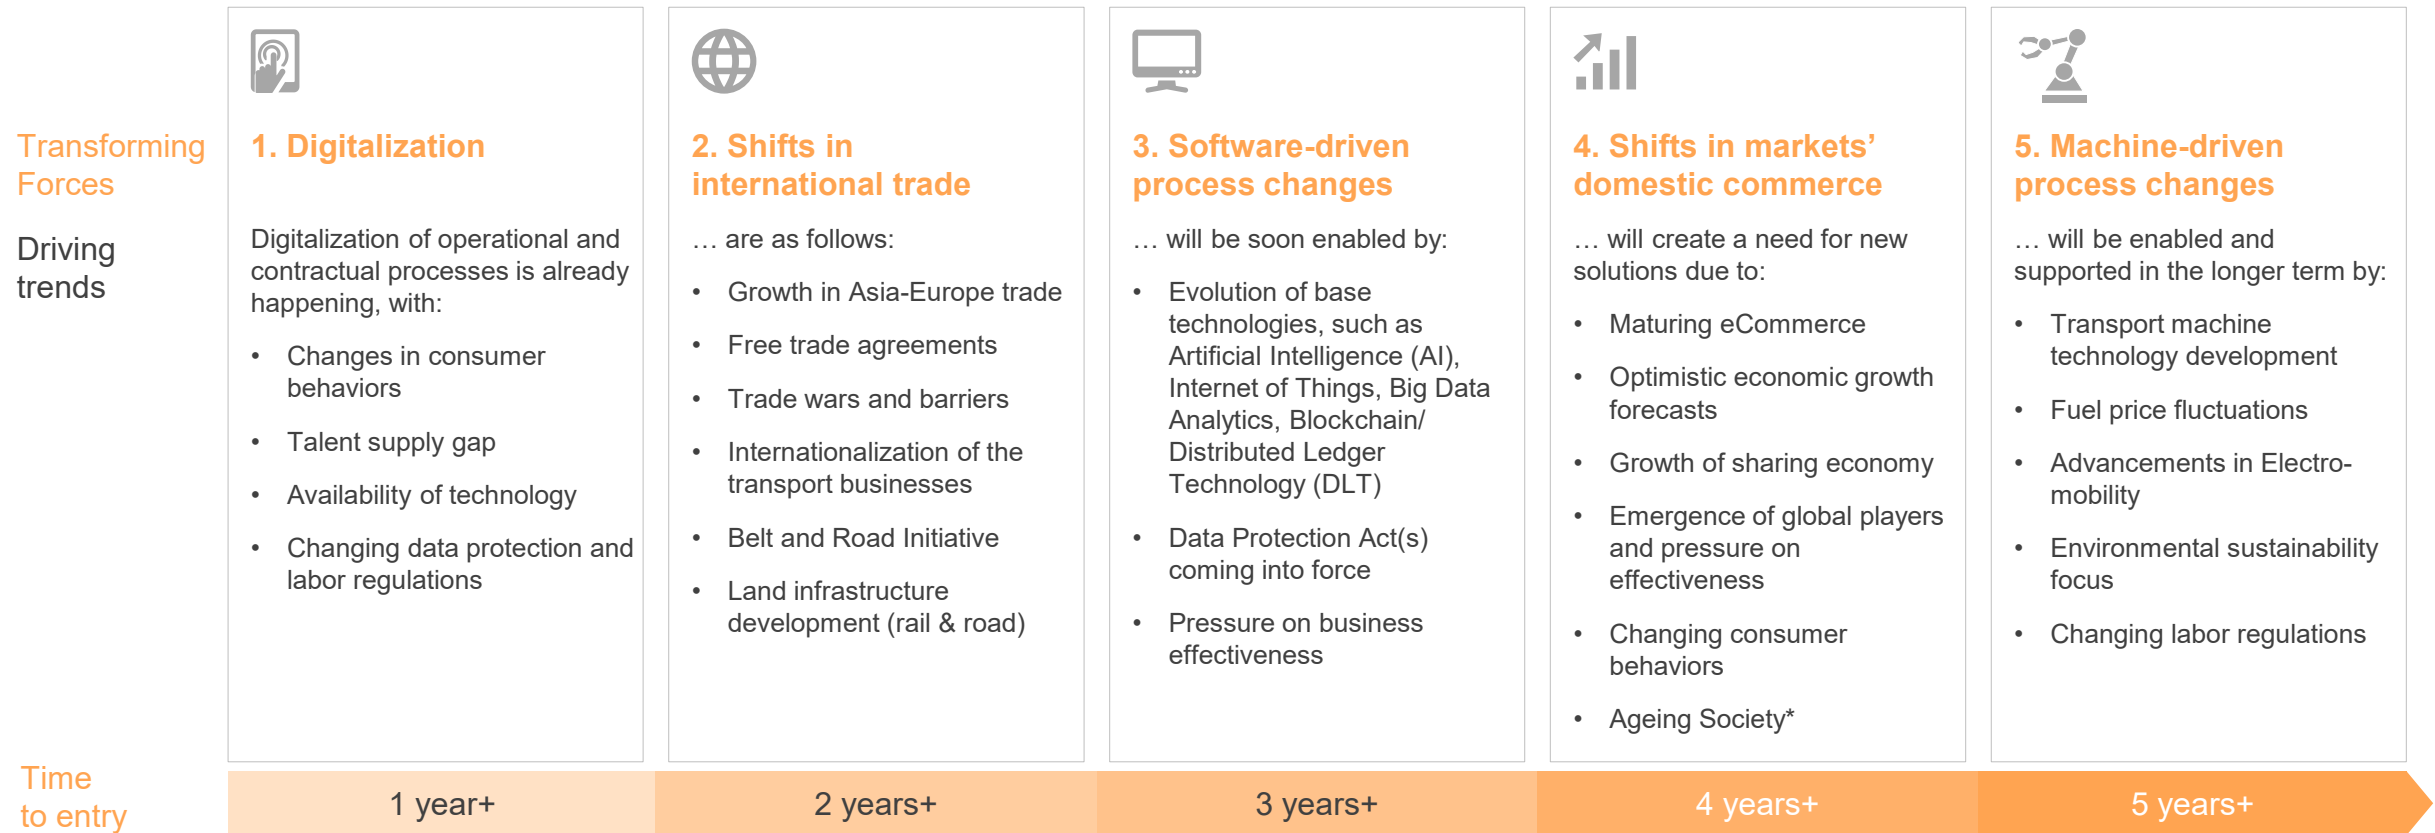 Transforming
Forces
Driving
trends
1. Digitalization
Digitalization of operational and
contractual processes is already
happening, with:
• Changes in consumer
behaviors
• Talent supply gap
• Availability of technology
• Changing data protection and
labor regulations
2. Shifts in
international trade
… are as follows:
• Growth in Asia-Europe trade
• Free trade agreements
• Trade wars and barriers
• Internationalization of the
transport businesses
• Belt and Road Initiative
• Land infrastructure
development (rail & road)
3. Software-driven
process changes
… will be soon enabled by:
• Evolution of base
technologies, such as
Artificial Intelligence (AI),
Internet of Things, Big Data
Analytics, Blockchain/
Distributed Ledger
Technology (DLT)
• Data Protection Act(s)
coming into force
• Pressure on business
effectiveness
4. Shifts in markets’
domestic commerce
… will create a need for new
solutions due to:
• Maturing eCommerce
• Optimistic economic growth
forecasts
• Growth of sharing economy
• Emergence of global players
and pressure on
effectiveness
• Changing consumer
behaviors
• Ageing Society*
5. Machine-driven
process changes
… will be enabled and
supported in the longer term by:
• Transport machine
technology development
• Fuel price fluctuations
• Advancements in Electro-
mobility
• Environmental sustainability
focus
• Changing labor regulations
Time
to entry
1 year+
2 years+
3 years+
4 years+
5 years+